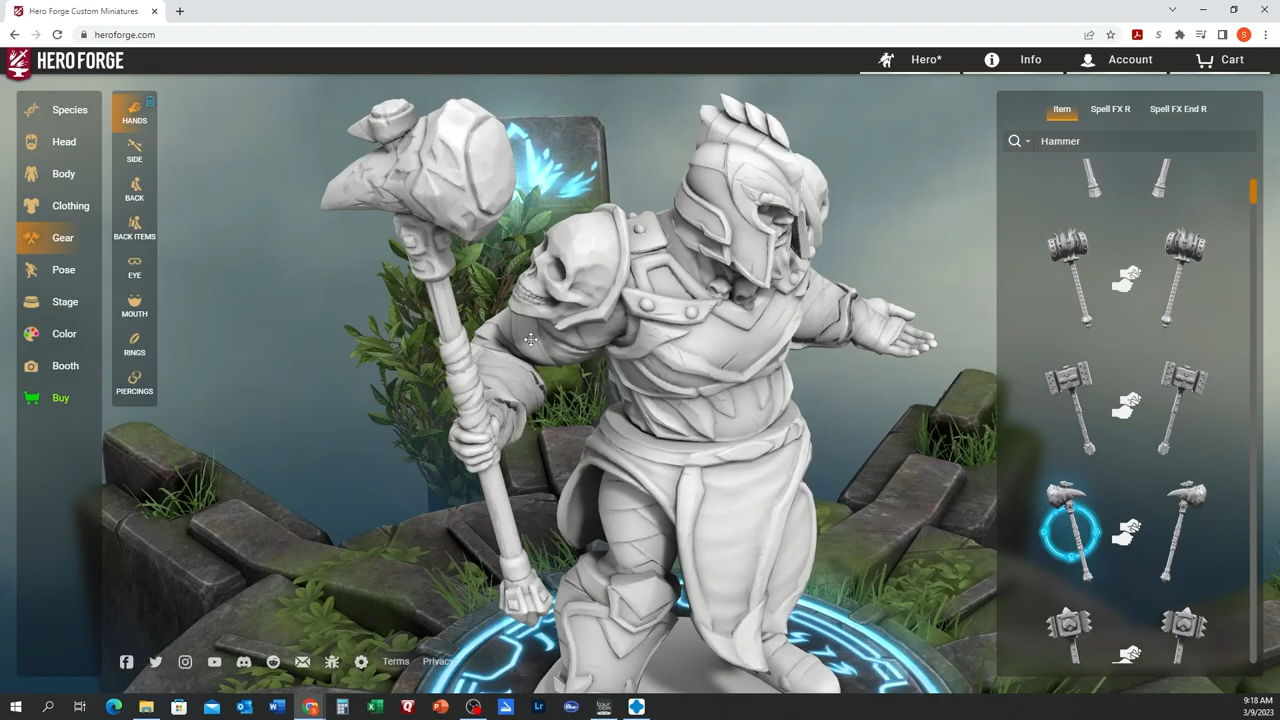 Hero Forge Custom Miniatures
heroforge.com
S
HERO FORGE
Hero*
Info
Account
Cart
Species
Head
Body
Clothing
Gear
Pose
Stage
Color
Booth
Buy
HANDS
SIDE
BACK
BACK ITEMS
EYE
MOUTH
RINGS
PIERCINGS
Item
Spell FX R
Spell FX End R
Hammer
Terms
Privacy
9:18 AM
3/9/2023